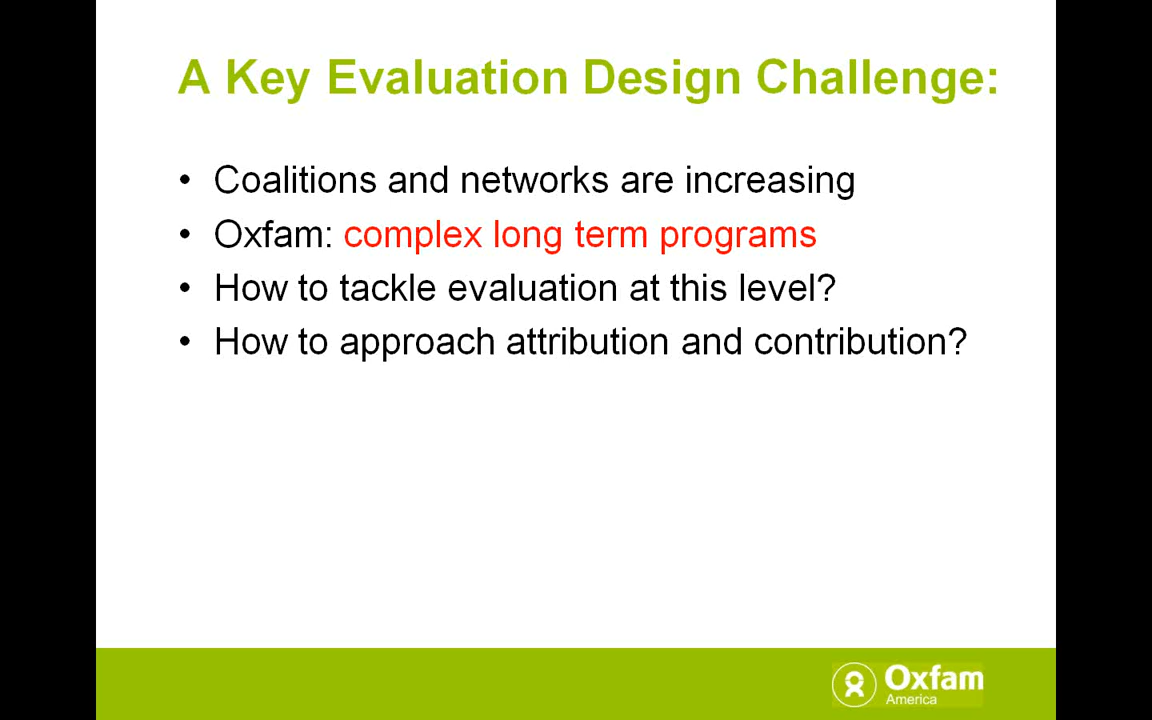 A Key Evaluation Design Challenge:
• Coalitions and networks are increasing
• Oxfam: complex long term programs
• How to tackle evaluation at this level?
• How to approach attribution and contribution?
Oxfam
America